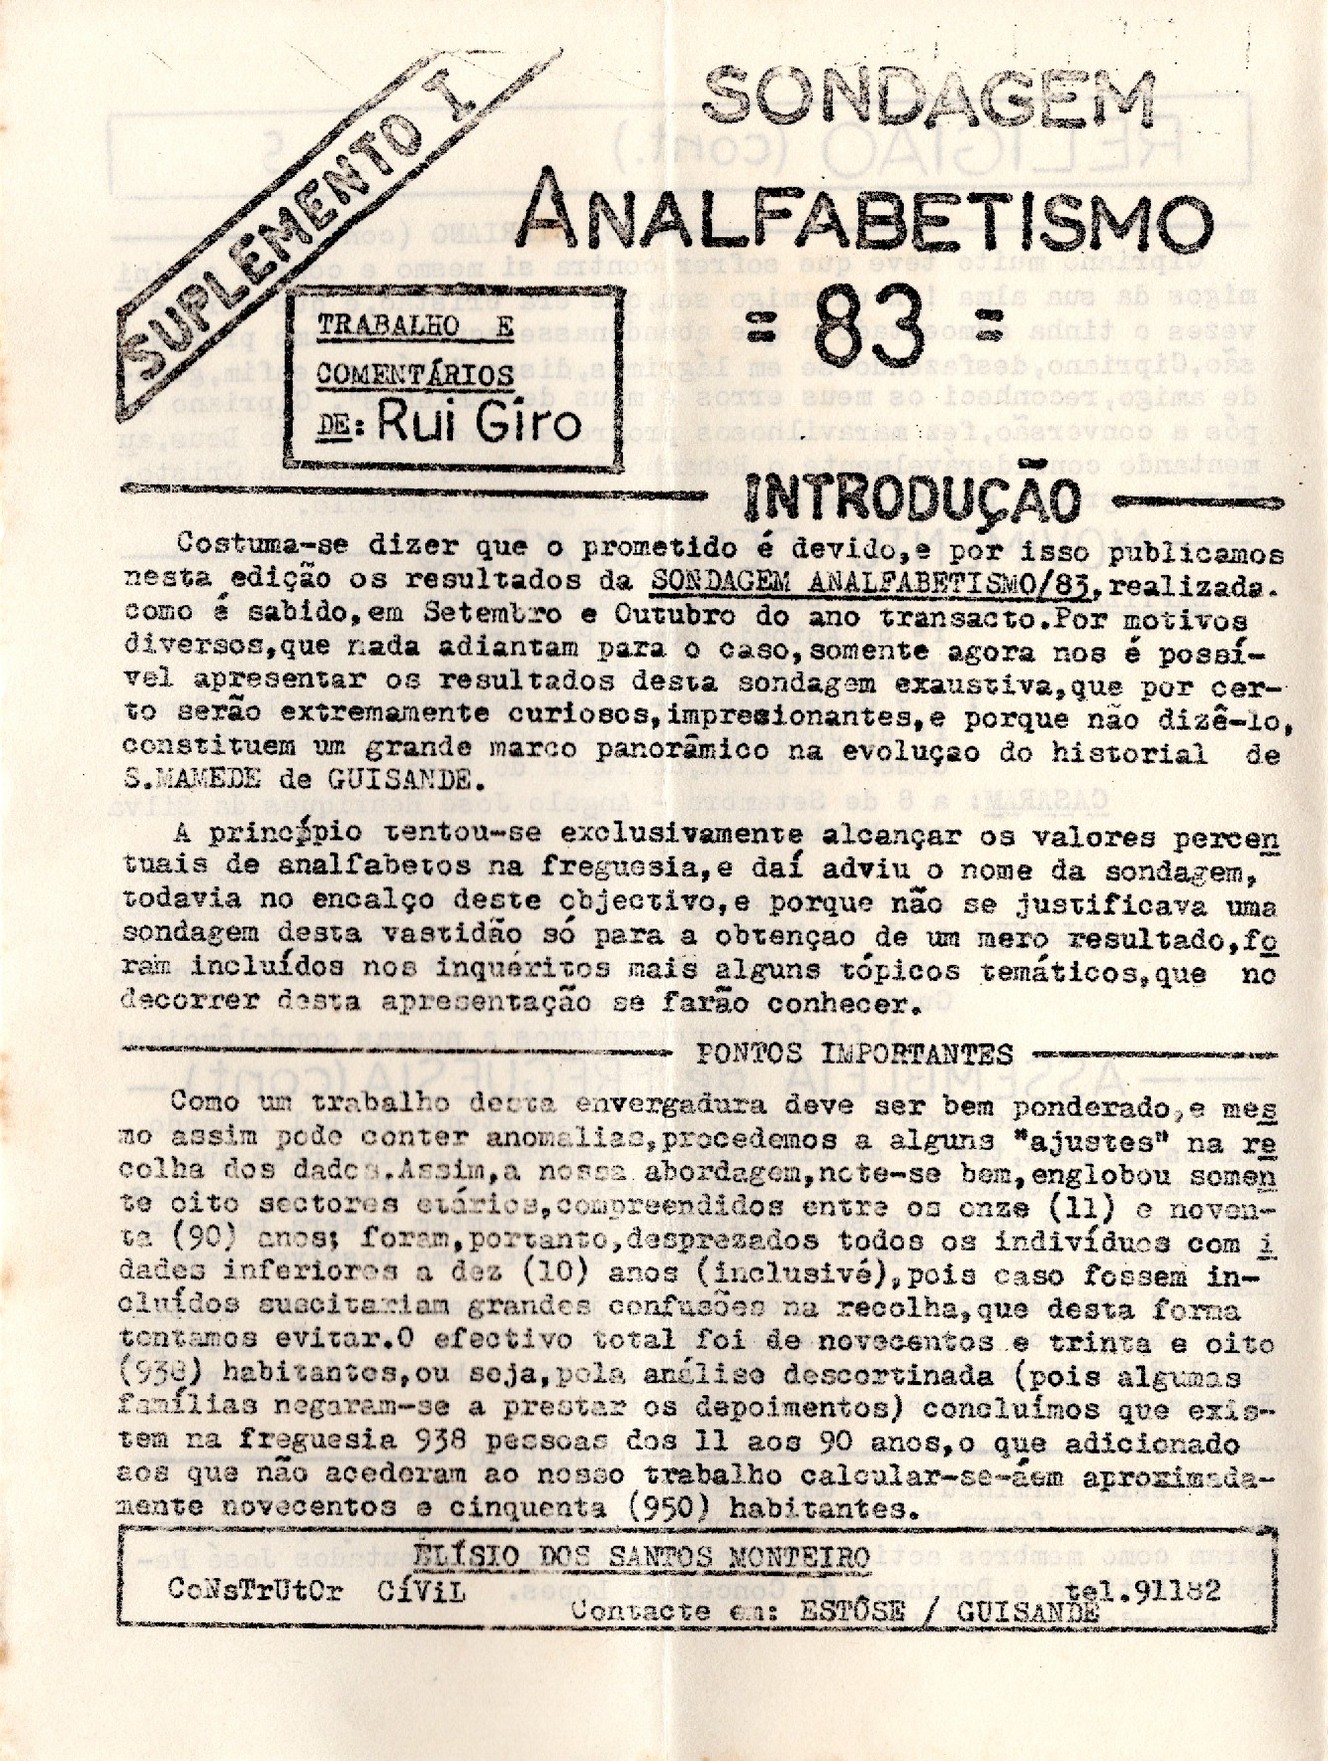 SUPLEMENTO I
SONDAGEM
ANALFABETISMO
= 83 =
TRABALHO E
COMENTÁRIOS
DE: Rui Giro
INTRODUÇÃO
Costuma-se dizer que o prometido é devido,e por isso publicamos
nesta edição os resultados da SONDAGEM ANALFABETISMO/83,realizada.
como é sabido,em Setembro e Outubro do ano transacto.Por motivos
diversos,que nada adiantam para o caso,somente agora nos é possí-
vel apresentar os resultados desta sondagem exaustiva,que por cer-
to serão extremamente curiosos,impresionantes,e porque não dizê-lo,
constituem um grande marco panorâmico na evoluçao do historial de
S.MAMEDE de GUISANDE.
A princípio tentou-se exclusivamente alcançar os valores percen
tuais de analfabetos na freguesia,e daí adviu o nome da sondagem,
todavia no encalço deste objectivo,e porque não se justificava uma
sondagem desta vastidão só para a obtençao de um mero resultado,fo
ram incluídos nos inquéritos mais alguns tópicos temáticos,que no
decorrer desta apresentação se farão conhecer.
PONTOS IMPORTANTES
Como um trabalho desta envergadura deve ser bem ponderado,e mes
mo assim pode conter anomalias,procedemos a alguns "ajustes" na re
colha dos dados.Assim,a nossa abordagem,note-se bem,englobou somen
te oito sectores etários,compreendidos entre os onze (11) e noven-
ta (90) anos; foram,portanto,desprezados todos os indivíduos com i
dades inferiores a dez (10) anos (inclusivé),pois caso fossem in-
cluídos suscitariam grandes confusões na recolha,que desta forma
tentamos evitar.O efectivo total foi de novecentos e trinta e oito
(938) habitantes,ou seja,pela análise descortinada (pois algumas
famílias negaram-se a prestar os depoimentos) concluímos que exis-
tem na freguesia 938 pessoas dos 11 aos 90 anos,o que adicionado
aos que não acederam ao nosso trabalho calcular-se-áem aproximada-
mente novecentos e cinquenta (950) habitantes.
ELÍSIO DOS SANTOS MONTEIRO
CoNsTrUtOr CíViL tel.91182
Contacte em: ESTÔSE / GUISANDE